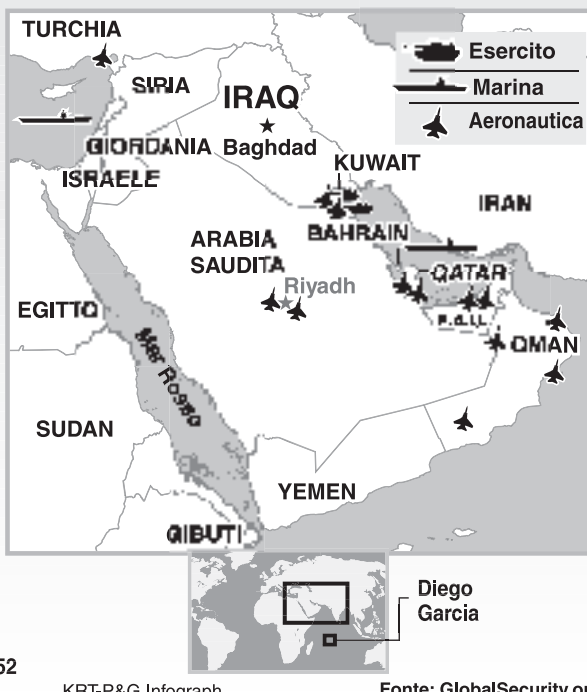 TURCHIA
Esercito
Marina
Aeronautica
SIRIA
IRAQ
Baghdad
GIORDANIA
ISRAELE
KUWAIT
IRAN
BAHRAIN
ARABIA
SAUDITA
Riyadh
QATAR
E.A.U.
OMAN
EGITTO
Mar Rosso
SUDAN
YEMEN
GIBUTI
Diego
Garcia
52
KRT-P&G Infograph
Fonte: GlobalSecurity.or